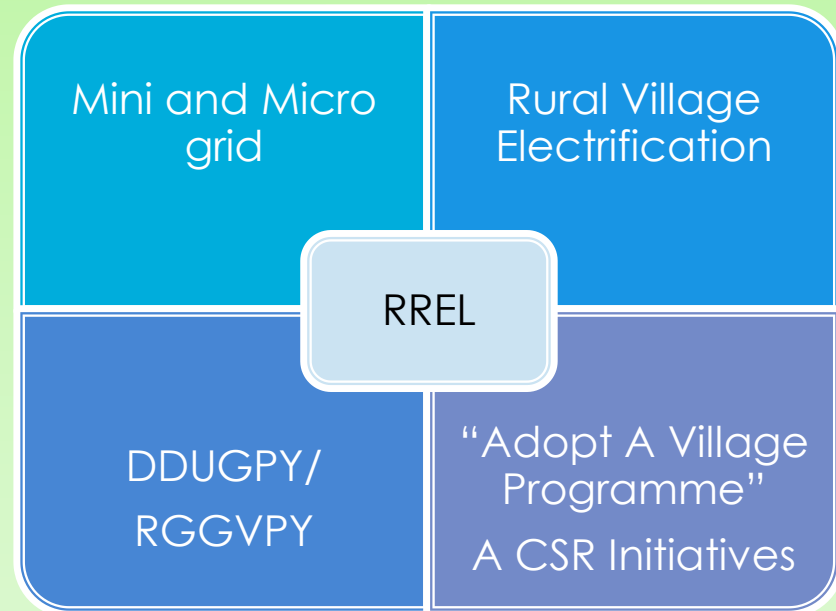 Mini and Micro
grid
Rural Village
Electrification
RREL
DDUGPY/
RGGVPY
“Adopt A Village
Programme”
A CSR Initiatives